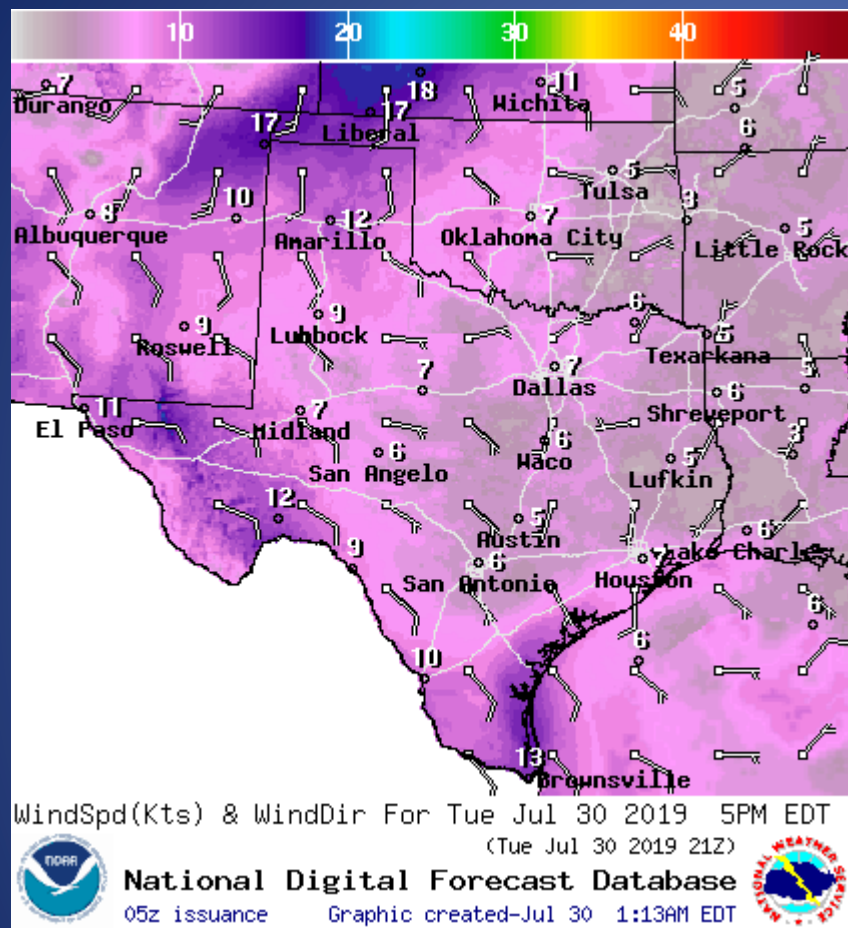 10 20 30 40
7 18 11 5
Durango 17 Wichita
17 Liberal 6
5
Tulsa
8 10 12 7 3
Albuquerque Amarillo Oklahoma City 5
Little Rock
9 9 6
Roswell Lubbock 5
Texarkana
7 7 5
Dallas 6
11 7 Shreveport
El Paso Midland
6 6 3
San Angelo Waco 5
Lufkin
12 5 6
Austin Lake Charles
9 6 7
San Antonio Houston
6
10 6
13
Brownsville
WindSpd(Kts) & WindDir For Tue Jul 30 2019 5PM EDT
(Tue Jul 30 2019 21Z)
NOAA
National Digital Forecast Database
05z issuance Graphic created-Jul 30 1:13AM EDT
NATIONAL WEATHER SERVICE